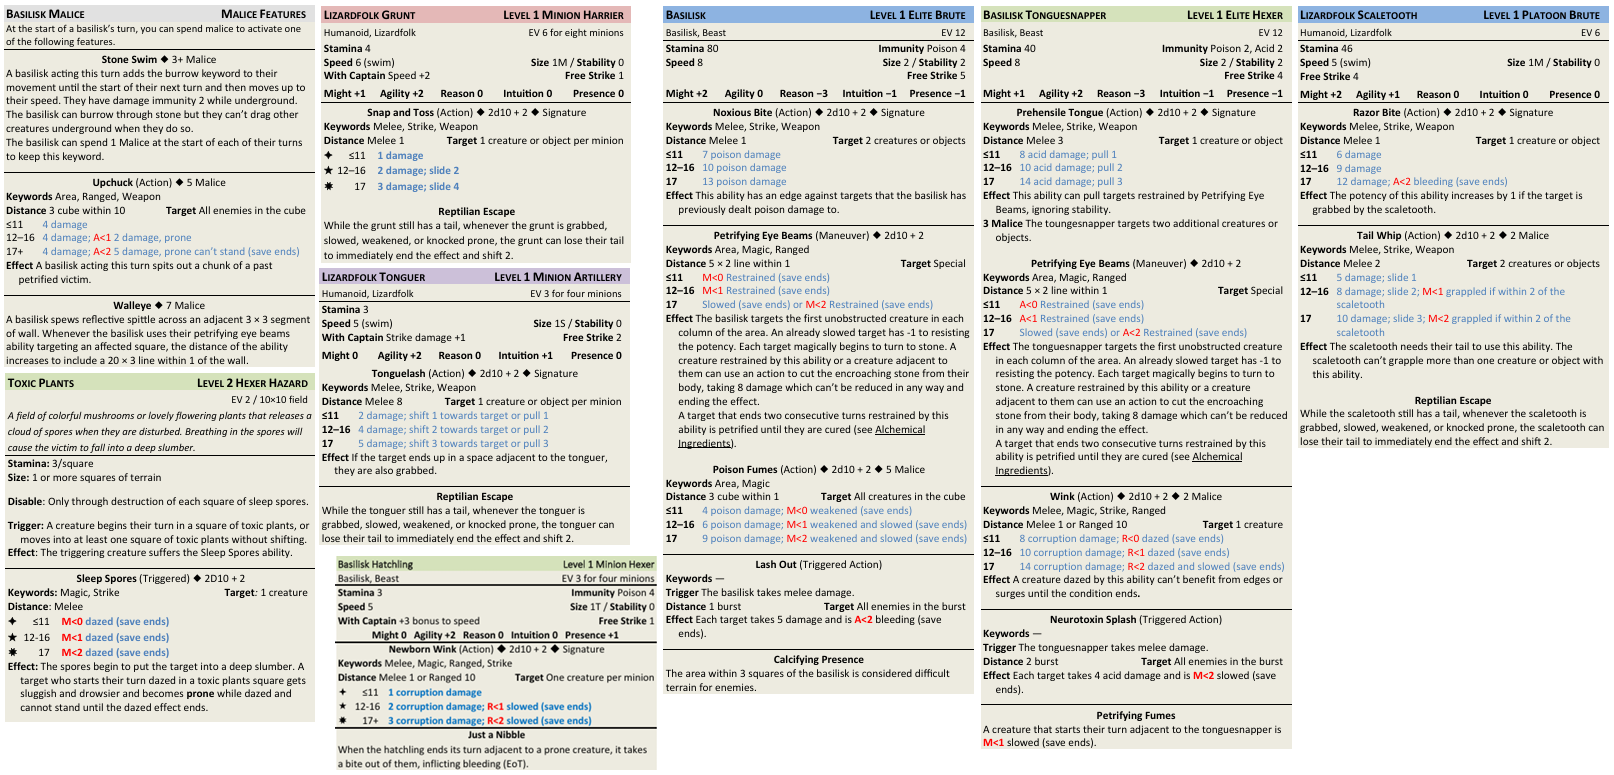 BASILISK MALICE MALICE FEATURES
At the start of a basilisk's turn, you can spend malice to activate one
of the following features.
Stone Swim ◆ 3+ Malice
A basilisk acting this turn adds the burrow keyword to their
movement until the start of their next turn and then moves up to
their speed. They have damage immunity 2 while underground.
The basilisk can burrow through stone but they can't drag other
creatures underground when they do so.
The basilisk can spend 1 Malice at the start of each of their turns
to keep this keyword.
Upchuck (Action) ◆ 5 Malice
Keywords Area, Ranged, Weapon
Distance 3 cube within 10 Target All enemies in the cube
≤11 4 damage
12–16 4 damage; A<1 2 damage, prone
17+ 4 damage; A<2 5 damage, prone can't stand (save ends)
Effect A basilisk acting this turn spits out a chunk of a past
petrified victim.
Walleye ◆ 7 Malice
A basilisk spews reflective spittle across an adjacent 3 × 3 segment
of wall. Whenever the basilisk uses their petrifying eye beams
ability targeting an affected square, the distance of the ability
increases to include a 20 × 3 line within 1 of the wall.
TOXIC PLANTS LEVEL 2 HEXER HAZARD
EV 2 / 10×10 field
A field of colorful mushrooms or lovely flowering plants that releases a
cloud of spores when they are disturbed. Breathing in the spores will
cause the victim to fall into a deep slumber.
Stamina: 3/square
Size: 1 or more squares of terrain
Disable: Only through destruction of each square of sleep spores.
Trigger: A creature begins their turn in a square of toxic plants, or
moves into at least one square of toxic plants without shifting.
Effect: The triggering creature suffers the Sleep Spores ability.
Sleep Spores (Triggered) ◆ 2D10 + 2
Keywords: Magic, Strike Target: 1 creature
Distance: Melee
✦ ≤11 M<0 dazed (save ends)
★ 12-16 M<1 dazed (save ends)
✸ 17 M<2 dazed (save ends)
Effect: The spores begin to put the target into a deep slumber. A
target who starts their turn dazed in a toxic plants square gets
sluggish and drowsier and becomes prone while dazed and
cannot stand until the dazed effect ends.
LIZARDFOLK GRUNT LEVEL 1 MINION HARRIER
Humanoid, Lizardfolk EV 6 for eight minions
Stamina 4
Speed 6 (swim) Size 1M / Stability 0
With Captain Speed +2 Free Strike 1
Might +1 Agility +2 Reason 0 Intuition 0 Presence 0
Snap and Toss (Action) ◆ 2d10 + 2 ◆ Signature
Keywords Melee, Strike, Weapon
Distance Melee 1 Target 1 creature or object per minion
✦ ≤11 1 damage
★ 12–16 2 damage; slide 2
✸ 17 3 damage; slide 4
Reptilian Escape
While the grunt still has a tail, whenever the grunt is grabbed,
slowed, weakened, or knocked prone, the grunt can lose their tail
to immediately end the effect and shift 2.
LIZARDFOLK TONGUER LEVEL 1 MINION ARTILLERY
Humanoid, Lizardfolk EV 3 for four minions
Stamina 3
Speed 5 (swim) Size 1S / Stability 0
With Captain Strike damage +1 Free Strike 2
Might 0 Agility +2 Reason 0 Intuition +1 Presence 0
Tonguelash (Action) ◆ 2d10 + 2 ◆ Signature
Keywords Melee, Strike, Weapon
Distance Melee 8 Target 1 creature or object per minion
≤11 2 damage; shift 1 towards target or pull 1
12–16 4 damage; shift 2 towards target or pull 2
17 5 damage; shift 3 towards target or pull 3
Effect If the target ends up in a space adjacent to the tonguer,
they are also grabbed.
Reptilian Escape
While the tonguer still has a tail, whenever the tonguer is
grabbed, slowed, weakened, or knocked prone, the tonguer can
lose their tail to immediately end the effect and shift 2.
Basilisk Hatchling Level 1 Minion Hexer
Basilisk, Beast EV 3 for four minions
Stamina 3 Immunity Poison 4
Speed 5 Size 1T / Stability 0
With Captain +3 bonus to speed Free Strike 1
Might 0 Agility +2 Reason 0 Intuition 0 Presence +1
Newborn Wink (Action) ◆ 2d10 + 2 ◆ Signature
Keywords Melee, Magic, Ranged, Strike
Distance Melee 1 or Ranged 10 Target One creature per minion
✦ ≤11 1 corruption damage
★ 12-16 2 corruption damage; R<1 slowed (save ends)
✸ 17+ 3 corruption damage; R<2 slowed (save ends)
Just a Nibble
When the hatchling ends its turn adjacent to a prone creature, it takes
a bite out of them, inflicting bleeding (EoT).
BASILISK LEVEL 1 ELITE BRUTE
Basilisk, Beast EV 12
Stamina 80 Immunity Poison 4
Speed 8 Size 2 / Stability 2
Free Strike 5
Might +2 Agility 0 Reason −3 Intuition −1 Presence −1
Noxious Bite (Action) ◆ 2d10 + 2 ◆ Signature
Keywords Melee, Strike, Weapon
Distance Melee 1 Target 2 creatures or objects
≤11 7 poison damage
12–16 10 poison damage
17 13 poison damage
Effect This ability has an edge against targets that the basilisk has
previously dealt poison damage to.
Petrifying Eye Beams (Maneuver) ◆ 2d10 + 2
Keywords Area, Magic, Ranged
Distance 5 × 2 line within 1 Target Special
≤11 M<0 Restrained (save ends)
12–16 M<1 Restrained (save ends)
17 Slowed (save ends) or M<2 Restrained (save ends)
Effect The basilisk targets the first unobstructed creature in each
column of the area. An already slowed target has -1 to resisting
the potency. Each target magically begins to turn to stone. A
creature restrained by this ability or a creature adjacent to
them can use an action to cut the encroaching stone from their
body, taking 8 damage which can't be reduced in any way and
ending the effect.
A target that ends two consecutive turns restrained by this
ability is petrified until they are cured (see Alchemical
Ingredients).
Poison Fumes (Action) ◆ 2d10 + 2 ◆ 5 Malice
Keywords Area, Magic
Distance 3 cube within 1 Target All creatures in the cube
≤11 4 poison damage; M<0 weakened (save ends)
12–16 6 poison damage; M<1 weakened and slowed (save ends)
17 9 poison damage; M<2 weakened and slowed (save ends)
Lash Out (Triggered Action)
Keywords —
Trigger The basilisk takes melee damage.
Distance 1 burst Target All enemies in the burst
Effect Each target takes 5 damage and is A<2 bleeding (save
ends).
Calcifying Presence
The area within 3 squares of the basilisk is considered difficult
terrain for enemies.
BASILISK TONGUESNAPPER LEVEL 1 ELITE HEXER
Basilisk, Beast EV 12
Stamina 40 Immunity Poison 2, Acid 2
Speed 8 Size 2 / Stability 2
Free Strike 4
Might +1 Agility +2 Reason −3 Intuition −1 Presence −1
Prehensile Tongue (Action) ◆ 2d10 + 2 ◆ Signature
Keywords Melee, Strike, Weapon
Distance Melee 3 Target 1 creature or object
≤11 8 acid damage; pull 1
12–16 10 acid damage; pull 2
17 14 acid damage; pull 3
Effect This ability can pull targets restrained by Petrifying Eye
Beams, ignoring stability.
3 Malice The tonguesnapper targets two additional creatures or
objects.
Petrifying Eye Beams (Maneuver) ◆ 2d10 + 2
Keywords Area, Magic, Ranged
Distance 5 × 2 line within 1 Target Special
≤11 A<0 Restrained (save ends)
12–16 A<1 Restrained (save ends)
17 Slowed (save ends) or A<2 Restrained (save ends)
Effect The tonguesnapper targets the first unobstructed creature
in each column of the area. An already slowed target has -1 to
resisting the potency. Each target magically begins to turn to
stone. A creature restrained by this ability or a creature
adjacent to them can use an action to cut the encroaching
stone from their body, taking 8 damage which can't be reduced
in any way and ending the effect.
A target that ends two consecutive turns restrained by this
ability is petrified until they are cured (see Alchemical
Ingredients).
Wink (Action) ◆ 2d10 + 2 ◆ 2 Malice
Keywords Melee, Magic, Strike, Ranged
Distance Melee 1 or Ranged 10 Target 1 creature
≤11 8 corruption damage; R<0 dazed (save ends)
12–16 10 corruption damage; R<1 dazed (save ends)
17 14 corruption damage; R<2 dazed and slowed (save ends)
Effect A creature dazed by this ability can't benefit from edges or
surges until the condition ends.
Neurotoxin Splash (Triggered Action)
Keywords —
Trigger The tonguesnapper takes melee damage.
Distance 2 burst Target All enemies in the burst
Effect Each target takes 4 acid damage and is M<2 slowed (save
ends).
Petrifying Fumes
A creature that starts their turn adjacent to the tonguesnapper is
M<1 slowed (save ends).
LIZARDFOLK SCALETOOTH LEVEL 1 PLATOON BRUTE
Humanoid, Lizardfolk EV 6
Stamina 46
Speed 5 (swim) Size 1M / Stability 0
Free Strike 4
Might +2 Agility +1 Reason 0 Intuition 0 Presence 0
Razor Bite (Action) ◆ 2d10 + 2 ◆ Signature
Keywords Melee, Strike, Weapon
Distance Melee 1 Target 1 creature or object
≤11 6 damage
12–16 9 damage
17 12 damage; A<2 bleeding (save ends)
Effect The potency of this ability increases by 1 if the target is
grabbed by the scaletooth.
Tail Whip (Action) ◆ 2d10 + 2 ◆ 2 Malice
Keywords Melee, Strike, Weapon
Distance Melee 2 Target 2 creatures or objects
≤11 5 damage; slide 1
12–16 8 damage; slide 2; M<1 grappled if within 2 of the
scaletooth
17 10 damage; slide 3; M<2 grappled if within 2 of the
scaletooth
Effect The scaletooth needs their tail to use this ability. The
scaletooth can't grapple more than one creature or object with
this ability.
Reptilian Escape
While the scaletooth still has a tail, whenever the scaletooth is
grabbed, slowed, weakened, or knocked prone, the scaletooth can
lose their tail to immediately end the effect and shift 2.